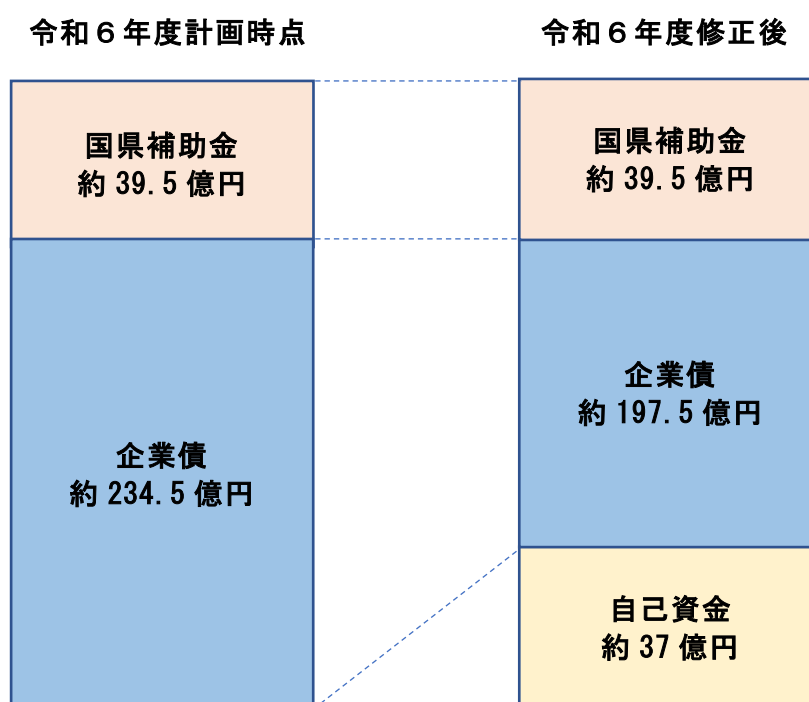 令和６年度計画時点
令和６年度修正後
国県補助金
約 39.5 億円
国県補助金
約 39.5 億円
企業債
約 234.5 億円
企業債
約 197.5 億円
自己資金
約 37 億円